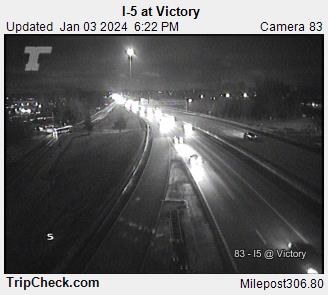 I-5 at Victory
Updated Jan 03 2024 6:22 PM Camera 83
T
S
83 - I5 @ Victory
TripCheck.com Milepost306.80